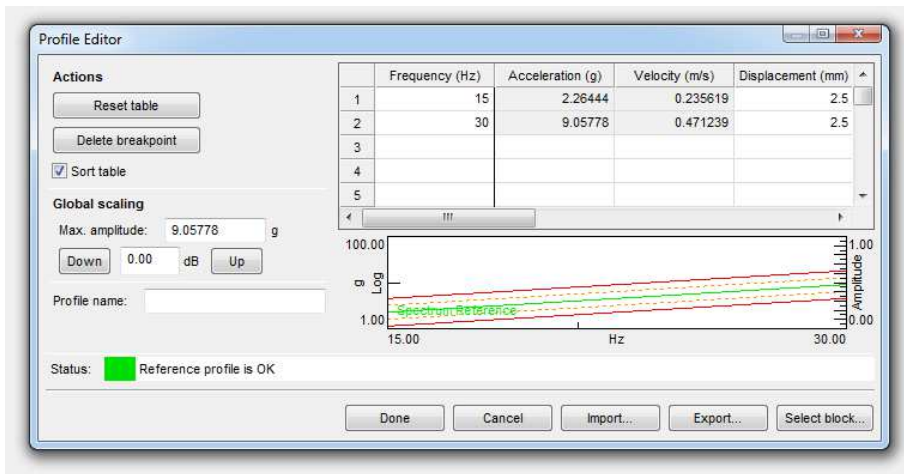 Profile Editor
Actions
Reset table
Delete breakpoint
Sort table
Global scaling
Max. amplitude: 9.05778 g
Down 0.00 dB Up
Profile name:
Frequency (Hz) Acceleration (g) Velocity (m/s) Displacement (mm)
1 15 2.26444 0.235619 2.5
2 30 9.05778 0.471239 2.5
3
4
5
100.00 1.00
g Log Amplitude
Spectrum Reference
1.00 0.00
15.00 Hz 30.00
Status: Reference profile is OK
Done Cancel Import... Export... Select block...